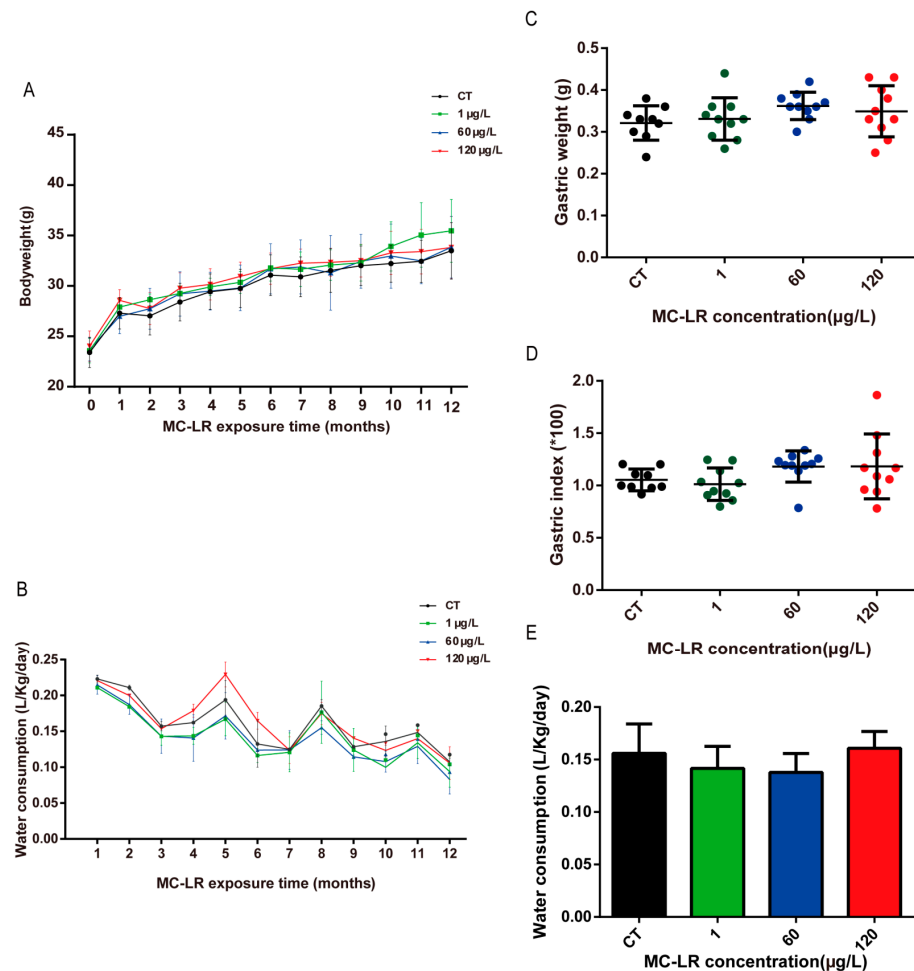 A
CT
1 µg/L
60 µg/L
120 µg/L
45
40
35
30
25
20
Bodyweight(g)
0 1 2 3 4 5 6 7 8 9 10 11 12
MC-LR exposure time (months)
B
CT
1 µg/L
60 µg/L
120 µg/L
0.25
0.20
0.15
0.10
0.05
0.00
Water consumption (L/Kg/day)
1 2 3 4 5 6 7 8 9 10 11 12
MC-LR exposure time (months)
C
0.5
0.4
0.3
0.2
0.1
0.0
Gastric weight (g)
CT 1 60 120
MC-LR concentration(µg/L)
D
2.0
1.5
1.0
0.5
0.0
Gastric index (*100)
CT 1 60 120
MC-LR concentration(µg/L)
E
0.20
0.15
0.10
0.05
0.00
Water consumption (L/Kg/day)
CT 1 60 120
MC-LR concentration(µg/L)